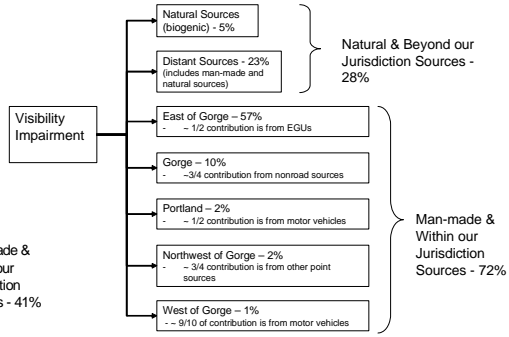 Natural Sources
(biogenic) - 5%
Distant Sources - 23%
(includes man-made and
natural sources)
Natural & Beyond our
Jurisdiction Sources -
28%
Visibility
Impairment
East of Gorge – 57%
- ~ 1/2 contribution is from EGUs
Gorge – 10%
- ~3/4 contribution from nonroad sources
Portland – 2%
- ~ 1/2 contribution is from motor vehicles
Northwest of Gorge – 2%
- ~ 3/4 contribution is from other point
sources
West of Gorge – 1%
- ~ 9/10 of contribution is from motor vehicles
Man-made &
Within our
Jurisdiction
Sources - 72%
ade &
our
tion
s - 41%